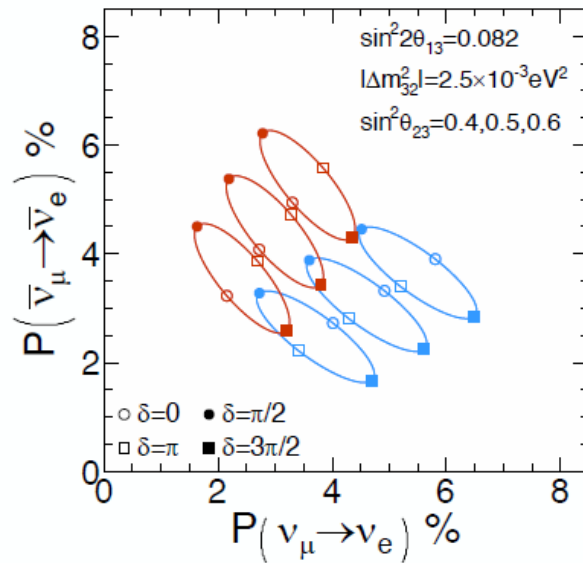 sin²2θ₁₃=0.082
|Δm²₃₂|=2.5×10⁻³eV²
sin²θ₂₃=0.4,0.5,0.6
P(ν̄μ→ν̄e) %
8
6
4
2
0
○ δ=0 ● δ=π/2
□ δ=π ■ δ=3π/2
0 2 4 6 8
P(νμ→νe) %